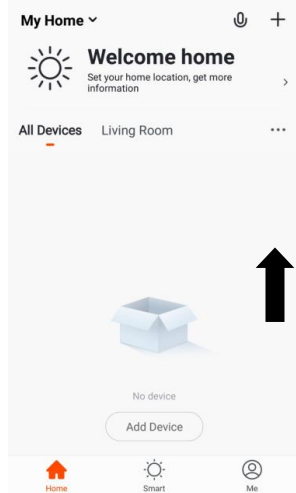 My Home
Welcome home
Set your home location, get more
information
All Devices Living Room
No device
Add Device
Home Smart Me